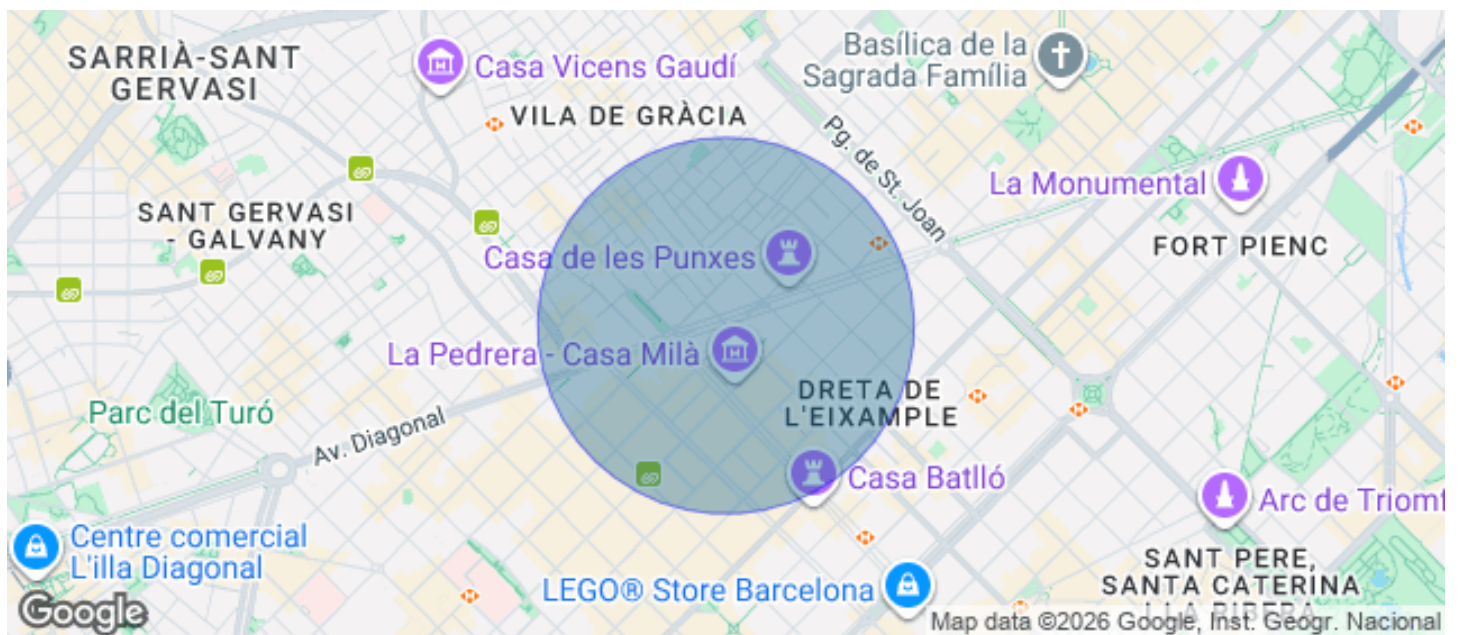 SARRIÀ-SANT
GERVASI
Casa Vicens Gaudí
Basílica de la
Sagrada Família
VILA DE GRÀCIA
Pg. de St. Joan
La Monumental
SANT GERVASI
- GALVANY
FORT PIENC
Casa de les Punxes
La Pedrera - Casa Milà
DRETA DE
L'EIXAMPLE
Parc del Turó
Av. Diagonal
Casa Batlló
Arc de Triomf
Centre comercial
L'illa Diagonal
SANT PERE,
SANTA CATERINA
I LA RIBERA
LEGO® Store Barcelona
Google
Map data ©2026 Google, Inst. Geogr. Nacional